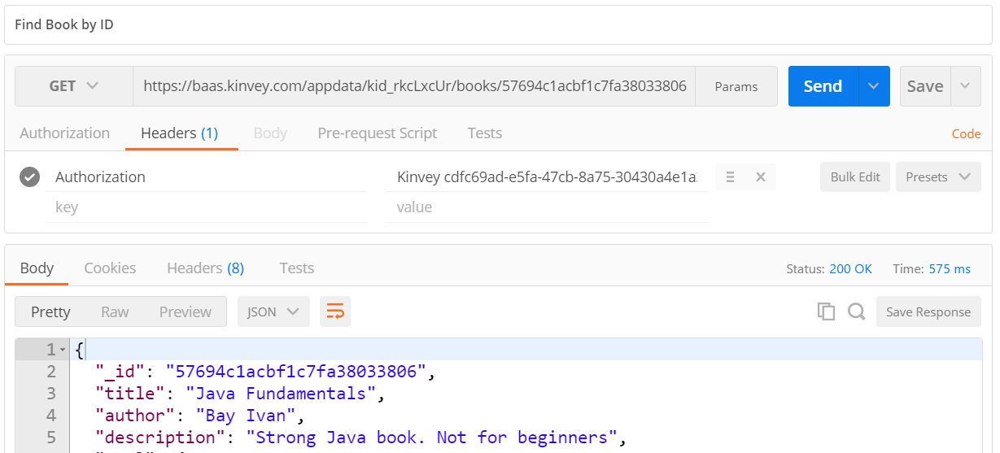 Find Book by ID
GET https://baas.kinvey.com/appdata/kid_rkcLxcUr/books/57694c1acbf1c7fa38033806 Params Send Save
Authorization Headers (1) Body Pre-request Script Tests Code
Authorization Kinvey cdfc69ad-e5fa-47cb-8a75-30430a4e1a Bulk Edit Presets
key value
Body Cookies Headers (8) Tests Status: 200 OK Time: 575 ms
Pretty Raw Preview JSON Save Response
1 {
2 "_id": "57694c1acbf1c7fa38033806",
3 "title": "Java Fundamentals",
4 "author": "Bay Ivan",
5 "description": "Strong Java book. Not for beginners",